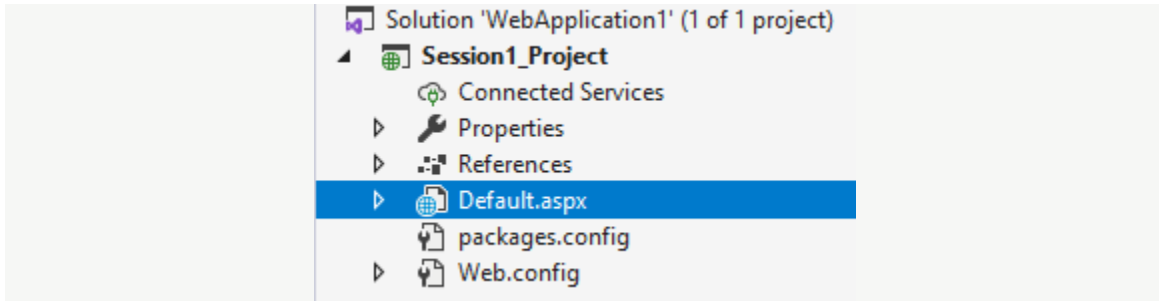 Solution 'WebApplication1' (1 of 1 project)
Session1_Project
Connected Services
Properties
References
Default.aspx
packages.config
Web.config